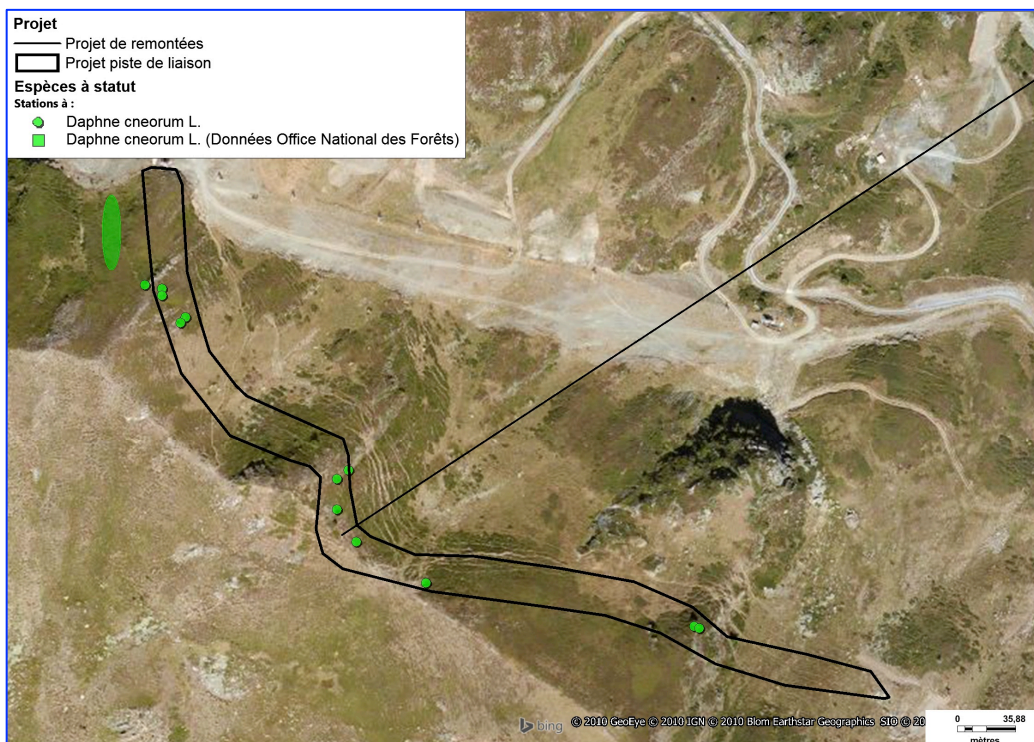 Projet
Projet de remontées
Projet piste de liaison
Espèces à statut
Stations à :
Daphne cneorum L.
Daphne cneorum L. (Données Office National des Forêts)
bing © 2010 GeoEye © 2010 IGN © 2010 Blom Earthstar Geographics SIO © 20
0 35,88
mètres